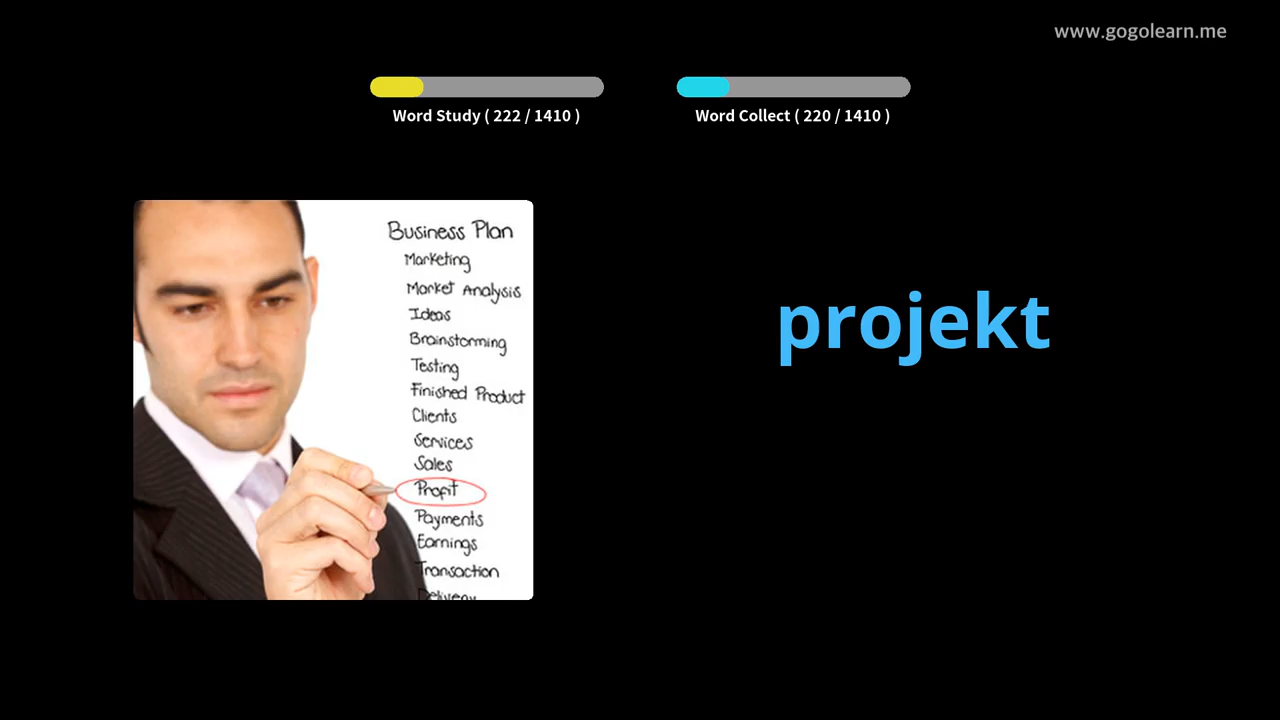 www.gogolearn.me
Word Study ( 222 / 1410 )
Word Collect ( 220 / 1410 )
Business Plan
Marketing
Market Analysis
Ideas
Brainstorming
Testing
Finished Product
Clients
Services
Sales
Profit
Payments
Earnings
Transaction
Delivery
projekt